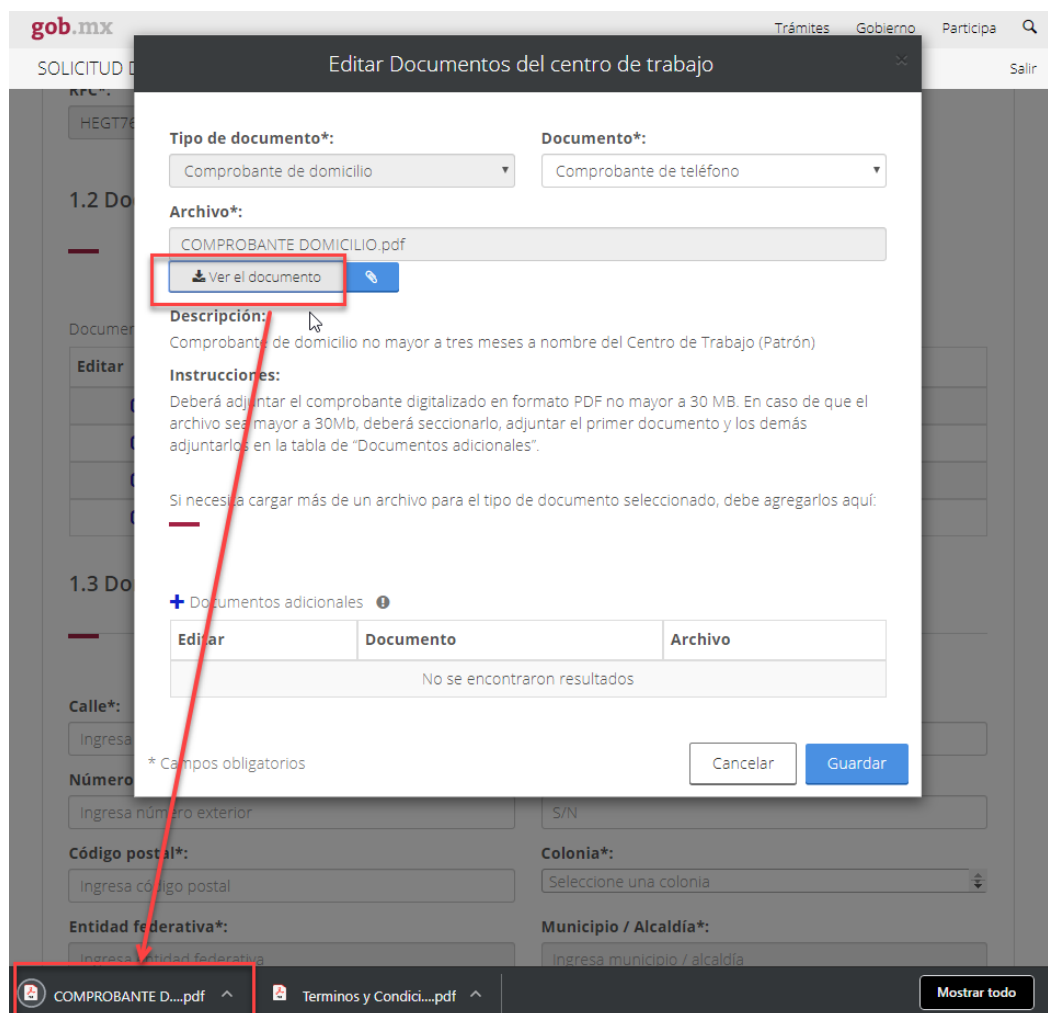 gob.mx
Trámites Gobierno Participa
SOLICITUD D
Salir
Editar Documentos del centro de trabajo
×
RFC*:
HEGT76
Tipo de documento*: Documento*:
Comprobante de domicilio Comprobante de teléfono
1.2 Do
Archivo*:
COMPROBANTE DOMICILIO.pdf
Ver el documento
Descripción:
Documen
Comprobante de domicilio no mayor a tres meses a nombre del Centro de Trabajo (Patrón)
Editar
Instrucciones:
Deberá adjuntar el comprobante digitalizado en formato PDF no mayor a 30 MB. En caso de que el
archivo sea mayor a 30Mb, deberá seccionarlo, adjuntar el primer documento y los demás
adjuntarlos en la tabla de “Documentos adicionales”.
Si necesita cargar más de un archivo para el tipo de documento seleccionado, debe agregarlos aquí:
1.3 Do
+ Documentos adicionales
Editar Documento Archivo
No se encontraron resultados
Calle*:
Ingresa
* Campos obligatorios
Cancelar Guardar
Número
Ingresa número exterior S/N
Código postal*: Colonia*:
Ingresa código postal Seleccione una colonia
Entidad federativa*: Municipio / Alcaldía*:
Ingresa entidad federativa Ingresa municipio / alcaldía
COMPROBANTE D....pdf Terminos y Condici....pdf Mostrar todo